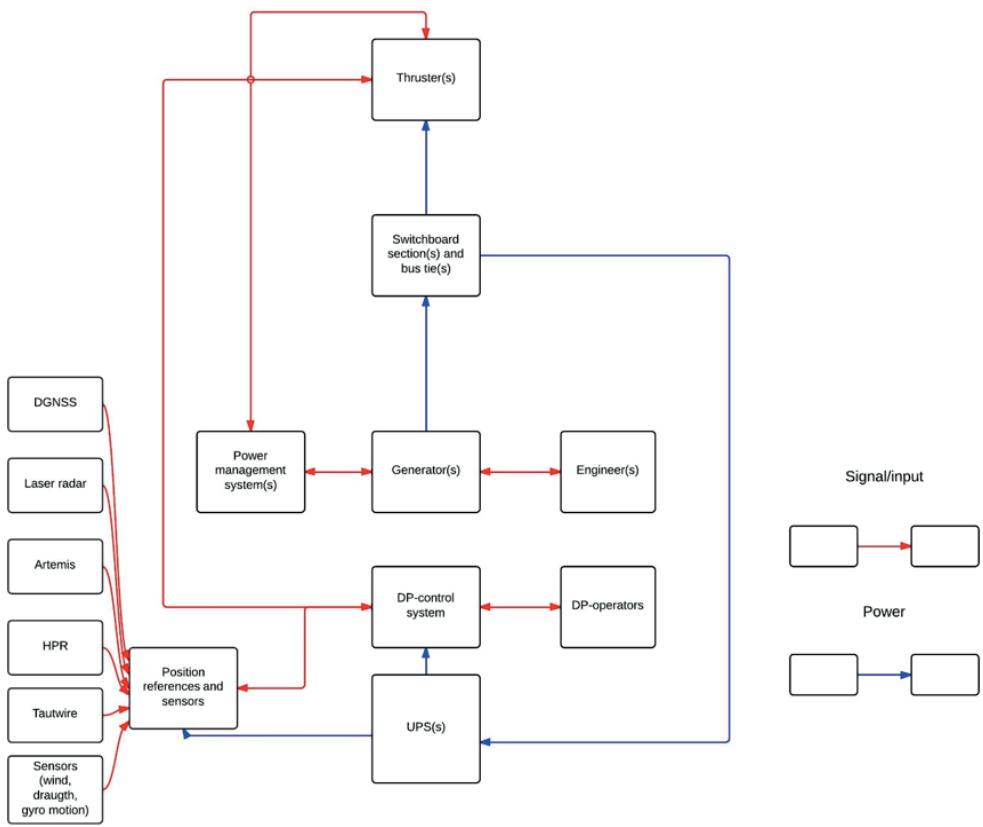 Thruster(s)
Switchboard
section(s) and
bus tie(s)
DGNSS
Power
management
system(s)
Generator(s)
Engineer(s)
Laser radar
Signal/input
Artemis
DP-control
system
DP-operators
Power
HPR
Position
references and
sensors
Tautwire
UPS(s)
Sensors
(wind,
draugth,
gyro motion)